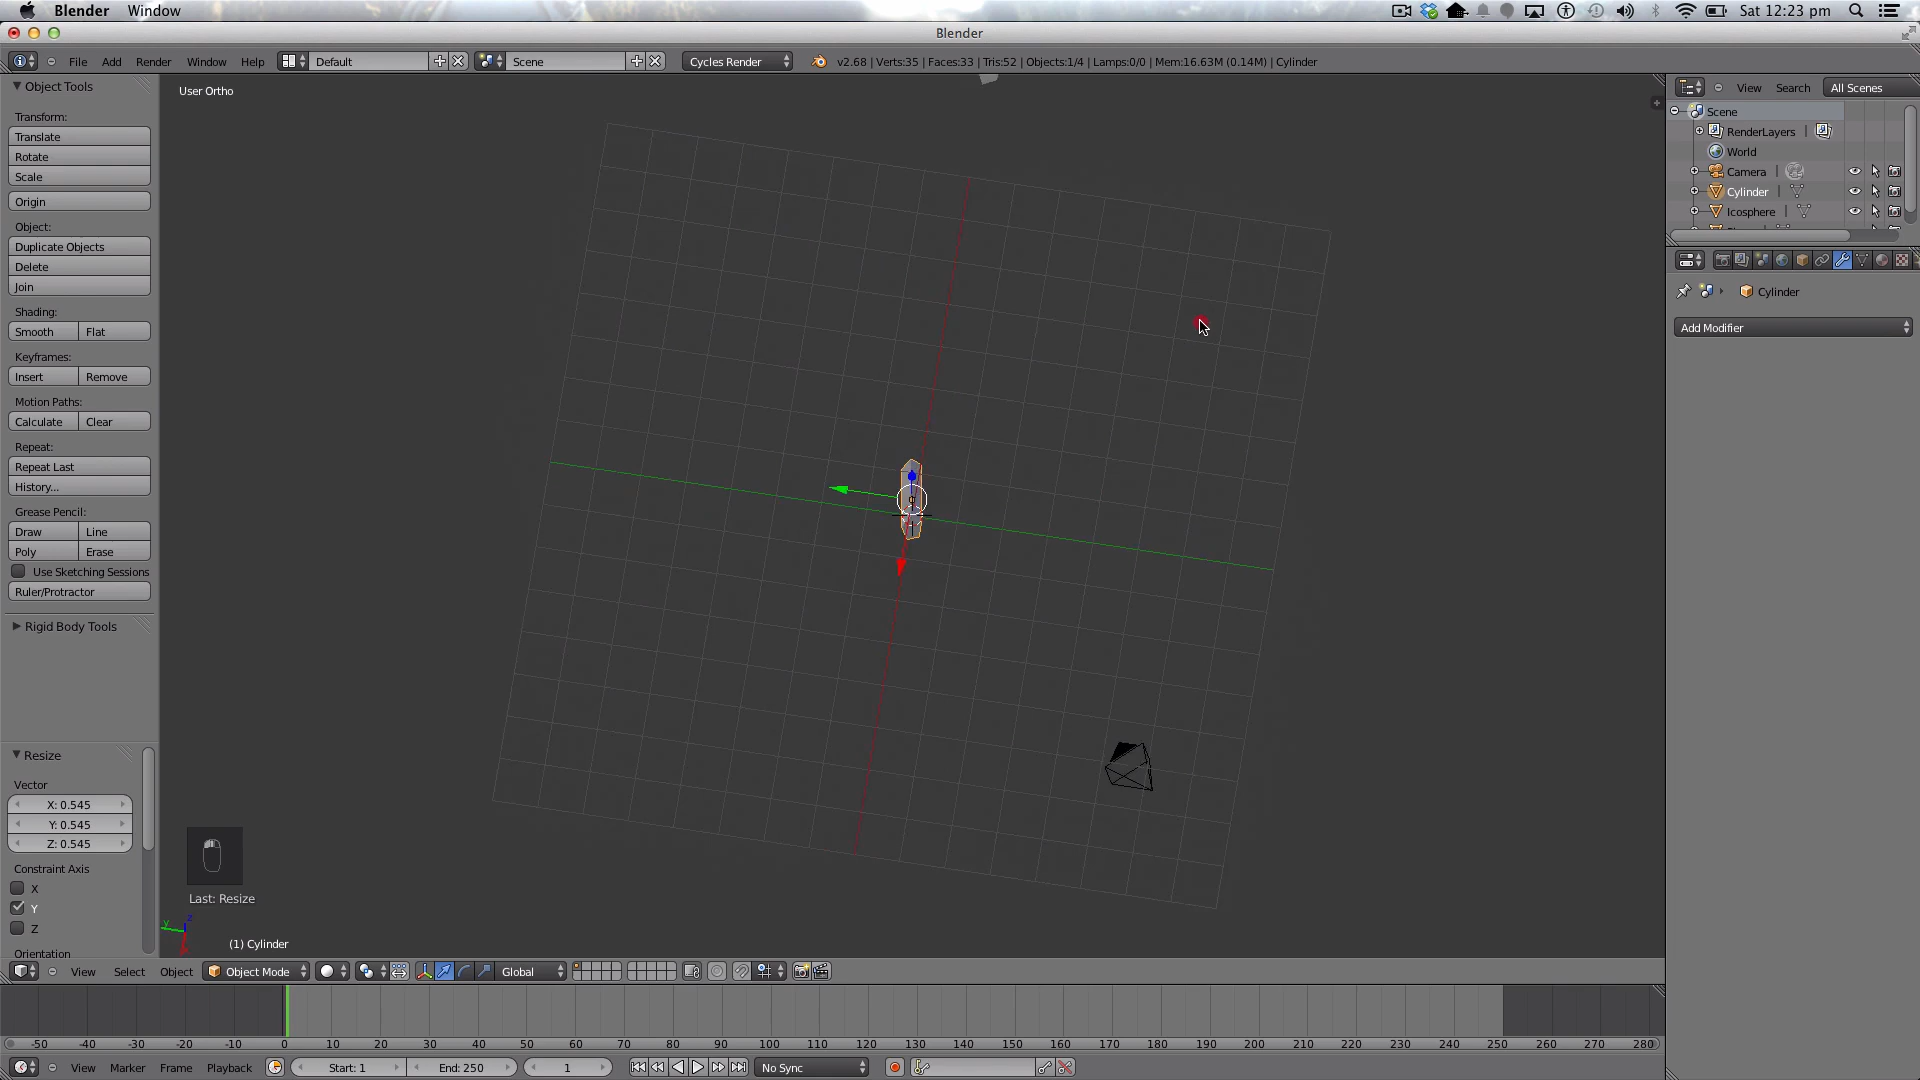 Blender Window Sat 12:23 pm
Blender
File Add Render Window Help Default Scene Cycles Render v2.68 | Verts:35 | Faces:33 | Tris:52 | Objects:1/4 | Lamps:0/0 | Mem:16.63M (0.14M) | Cylinder
Object Tools
Transform:
Translate
Rotate
Scale
Origin
Object:
Duplicate Objects
Delete
Join
Shading:
Smooth Flat
Keyframes:
Insert Remove
Motion Paths:
Calculate Clear
Repeat:
Repeat Last
History...
Grease Pencil:
Draw Line
Poly Erase
Use Sketching Sessions
Ruler/Protractor
Rigid Body Tools
Resize
Vector
X: 0.545
Y: 0.545
Z: 0.545
Constraint Axis
X
Y
Z
Orientation
User Ortho
Last: Resize
y z
(1) Cylinder
View Search All Scenes
Scene
RenderLayers |
World
Camera |
Cylinder |
Icosphere |
Cylinder
Add Modifier
View Select Object Object Mode Global
-50 -40 -30 -20 -10 0 10 20 30 40 50 60 70 80 90 100 110 120 130 140 150 160 170 180 190 200 210 220 230 240 250 260 270 280
View Marker Frame Playback Start: 1 End: 250 1 No Sync